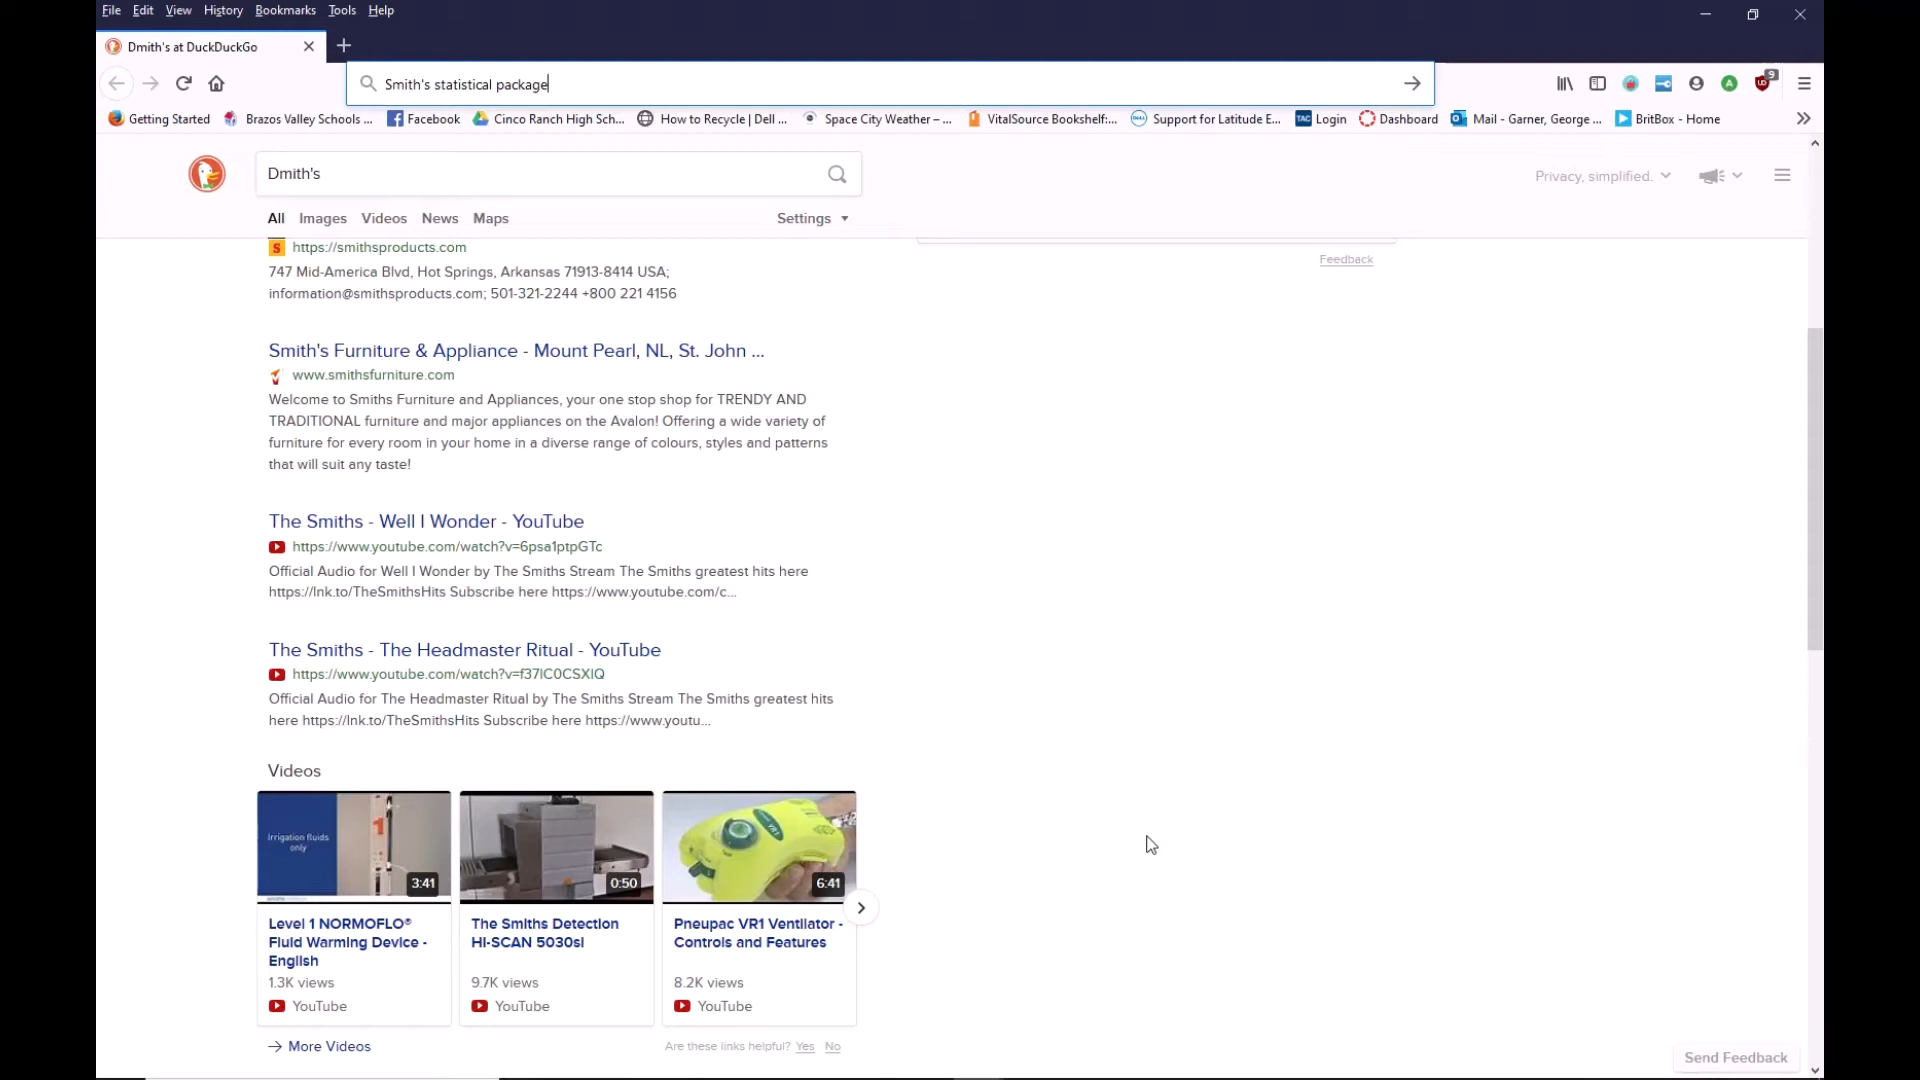 File Edit View History Bookmarks Tools Help
Dmith's at DuckDuckGo
Smith's statistical package
9
Getting Started Brazos Valley Schools ... Facebook Cinco Ranch High Sch... How to Recycle | Dell ... Space City Weather – ... VitalSource Bookshelf:... Support for Latitude E... TAC Login Dashboard Mail - Garner, George ... BritBox - Home
Dmith's
Privacy, simplified.
All Images Videos News Maps Settings
S https://smithsproducts.com
747 Mid-America Blvd, Hot Springs, Arkansas 71913-8414 USA;
information@smithsproducts.com; 501-321-2244 +800 221 4156
Feedback
Smith's Furniture & Appliance - Mount Pearl, NL, St. John ...
www.smithsfurniture.com
Welcome to Smiths Furniture and Appliances, your one stop shop for TRENDY AND
TRADITIONAL furniture and major appliances on the Avalon! Offering a wide variety of
furniture for every room in your home in a diverse range of colours, styles and patterns
that will suit any taste!
The Smiths - Well I Wonder - YouTube
https://www.youtube.com/watch?v=6psa1ptpGTc
Official Audio for Well I Wonder by The Smiths Stream The Smiths greatest hits here
https://lnk.to/TheSmithsHits Subscribe here https://www.youtube.com/c...
The Smiths - The Headmaster Ritual - YouTube
https://www.youtube.com/watch?v=f37IC0CSXIQ
Official Audio for The Headmaster Ritual by The Smiths Stream The Smiths greatest hits
here https://lnk.to/TheSmithsHits Subscribe here https://www.youtu...
Videos
Irrigation fluids
only
1
3:41
0:50
VR1
6:41
Level 1 NORMOFLO®
Fluid Warming Device -
English
1.3K views
YouTube
The Smiths Detection
HI-SCAN 5030si
9.7K views
YouTube
Pneupac VR1 Ventilator -
Controls and Features
8.2K views
YouTube
More Videos
Are these links helpful? Yes No
Send Feedback